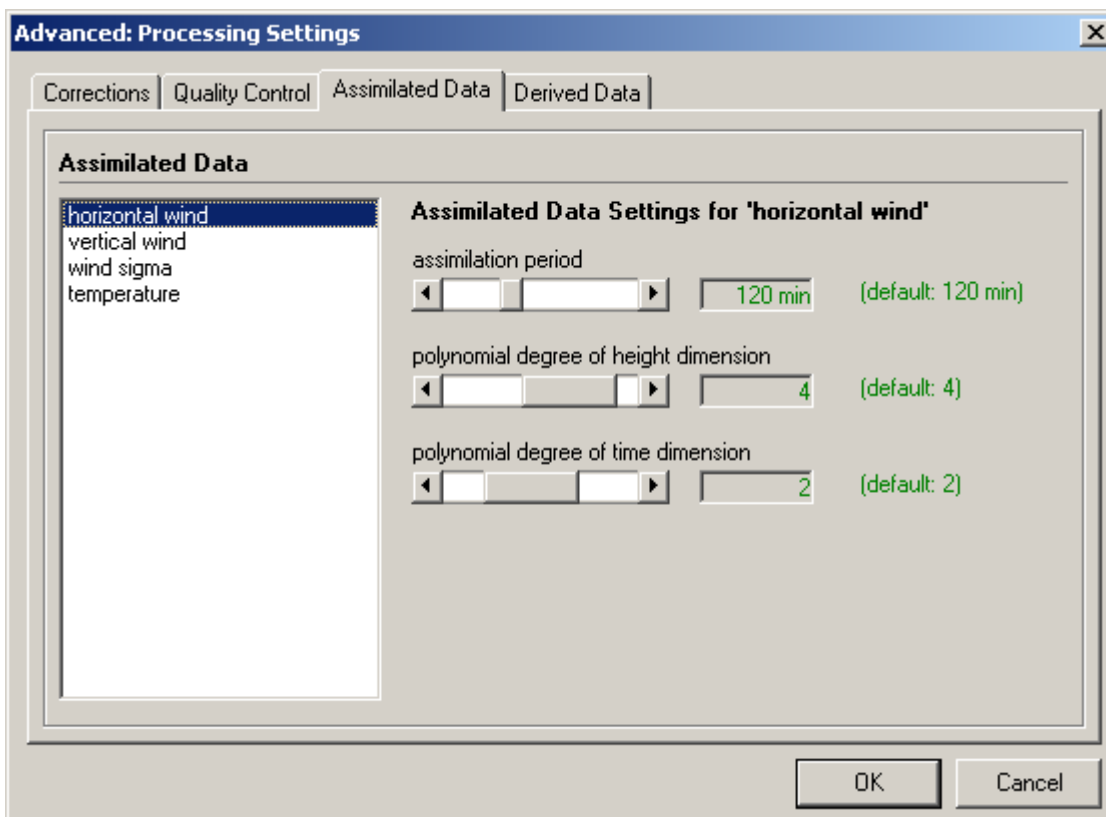 Advanced: Processing Settings
Corrections Quality Control Assimilated Data Derived Data
Assimilated Data
horizontal wind
vertical wind
wind sigma
temperature
Assimilated Data Settings for 'horizontal wind'
assimilation period
120 min (default: 120 min)
polynomial degree of height dimension
4 (default: 4)
polynomial degree of time dimension
2 (default: 2)
OK Cancel